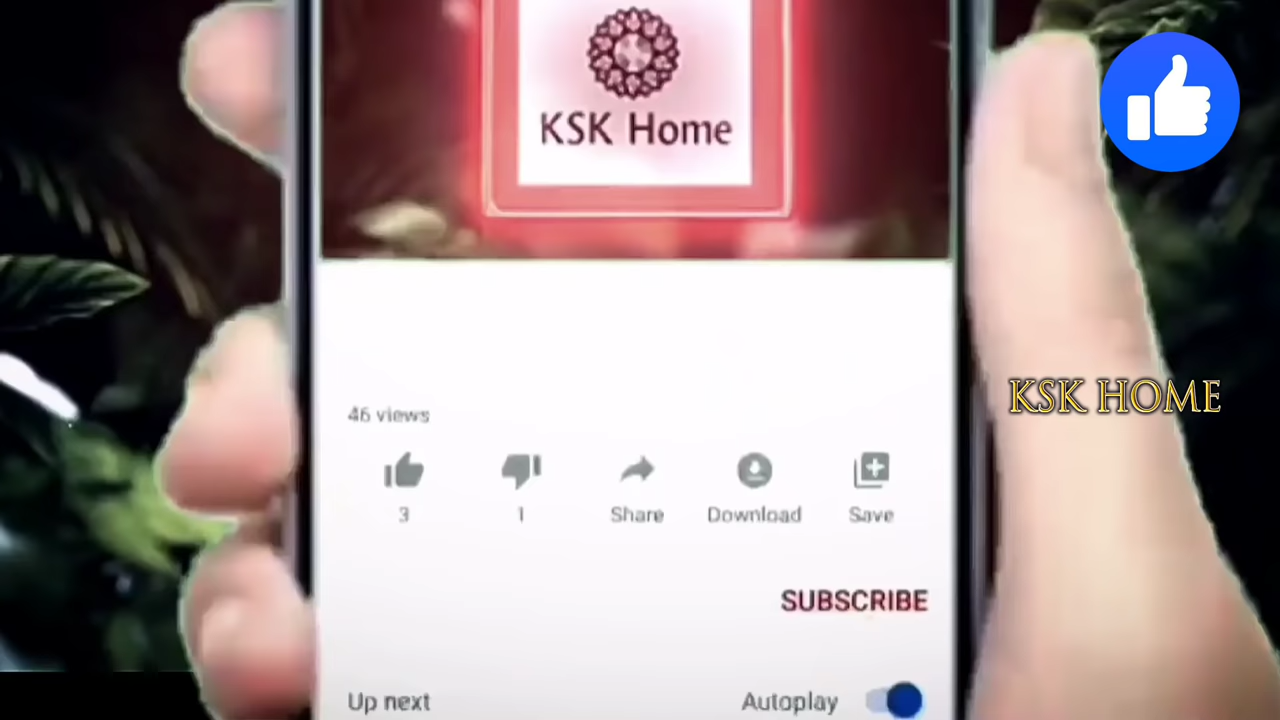 KSK Home
KSK HOME
46 views
3
1
Share
Download
Save
SUBSCRIBE
Up next
Autoplay